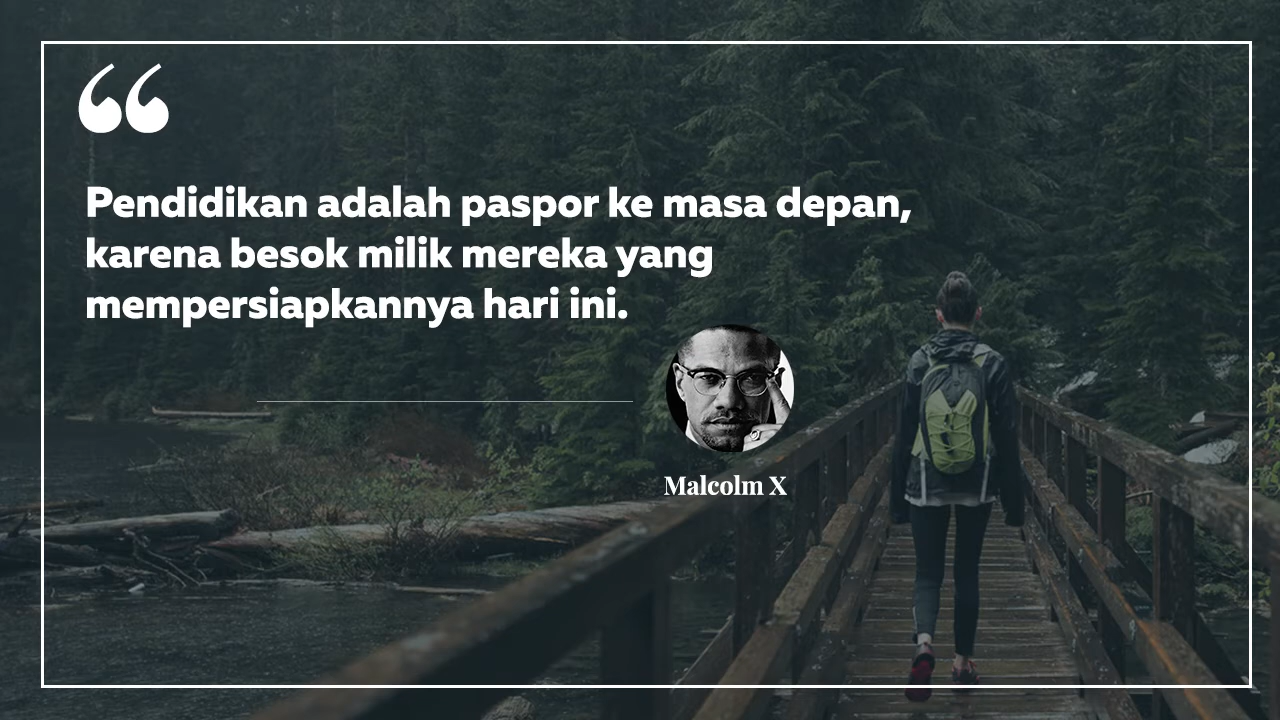 “
Pendidikan adalah paspor ke masa depan,
karena besok milik mereka yang
mempersiapkannya hari ini.
Malcolm X